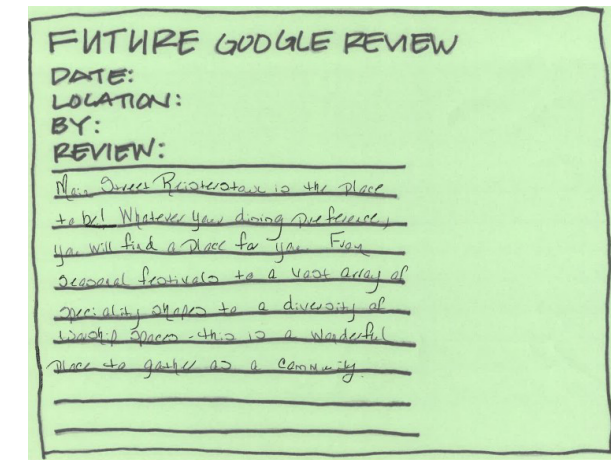 FUTURE GOOGLE REVIEW
DATE:
LOCATION:
BY:
REVIEW:
Main Street Reisterstown is the place
to be! Whatever your dining preference,
you will find a place for you. From
seasonal festivals to a vast array of
speciality shapes to a diversity of
worship spaces - this is a wonderful
place to gather as a community.